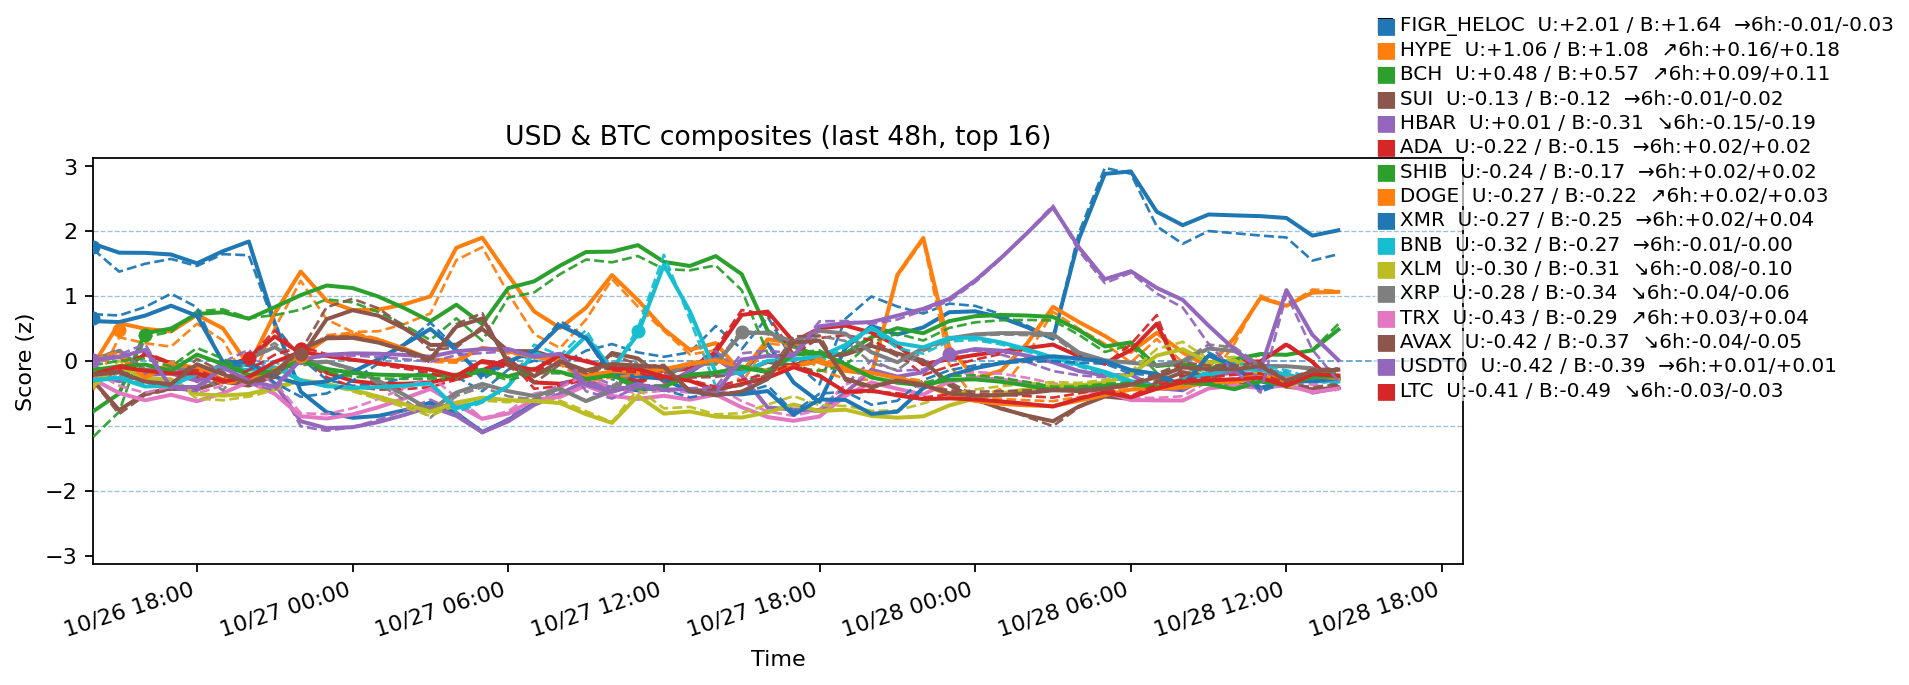 FIGR_HELOC U:+2.01 / B:+1.64 →6h:-0.01/-0.03
HYPE U:+1.06 / B:+1.08 ↗6h:+0.16/+0.18
BCH U:+0.48 / B:+0.57 ↗6h:+0.09/+0.11
SUI U:-0.13 / B:-0.12 →6h:-0.01/-0.02
HBAR U:+0.01 / B:-0.31 ↘6h:-0.15/-0.19
ADA U:-0.22 / B:-0.15 →6h:+0.02/+0.02
SHIB U:-0.24 / B:-0.17 →6h:+0.02/+0.02
DOGE U:-0.27 / B:-0.22 ↗6h:+0.02/+0.03
XMR U:-0.27 / B:-0.25 →6h:+0.02/+0.04
BNB U:-0.32 / B:-0.27 →6h:-0.01/-0.00
XLM U:-0.30 / B:-0.31 ↘6h:-0.08/-0.10
XRP U:-0.28 / B:-0.34 ↘6h:-0.04/-0.06
TRX U:-0.43 / B:-0.29 ↗6h:+0.03/+0.04
AVAX U:-0.42 / B:-0.37 ↘6h:-0.04/-0.05
USDT0 U:-0.42 / B:-0.39 →6h:+0.01/+0.01
LTC U:-0.41 / B:-0.49 ↘6h:-0.03/-0.03
USD & BTC composites (last 48h, top 16)
Score (z)
3
2
1
0
−1
−2
−3
10/26 18:00
10/27 00:00
10/27 06:00
10/27 12:00
10/27 18:00
10/28 00:00
10/28 06:00
10/28 12:00
10/28 18:00
Time